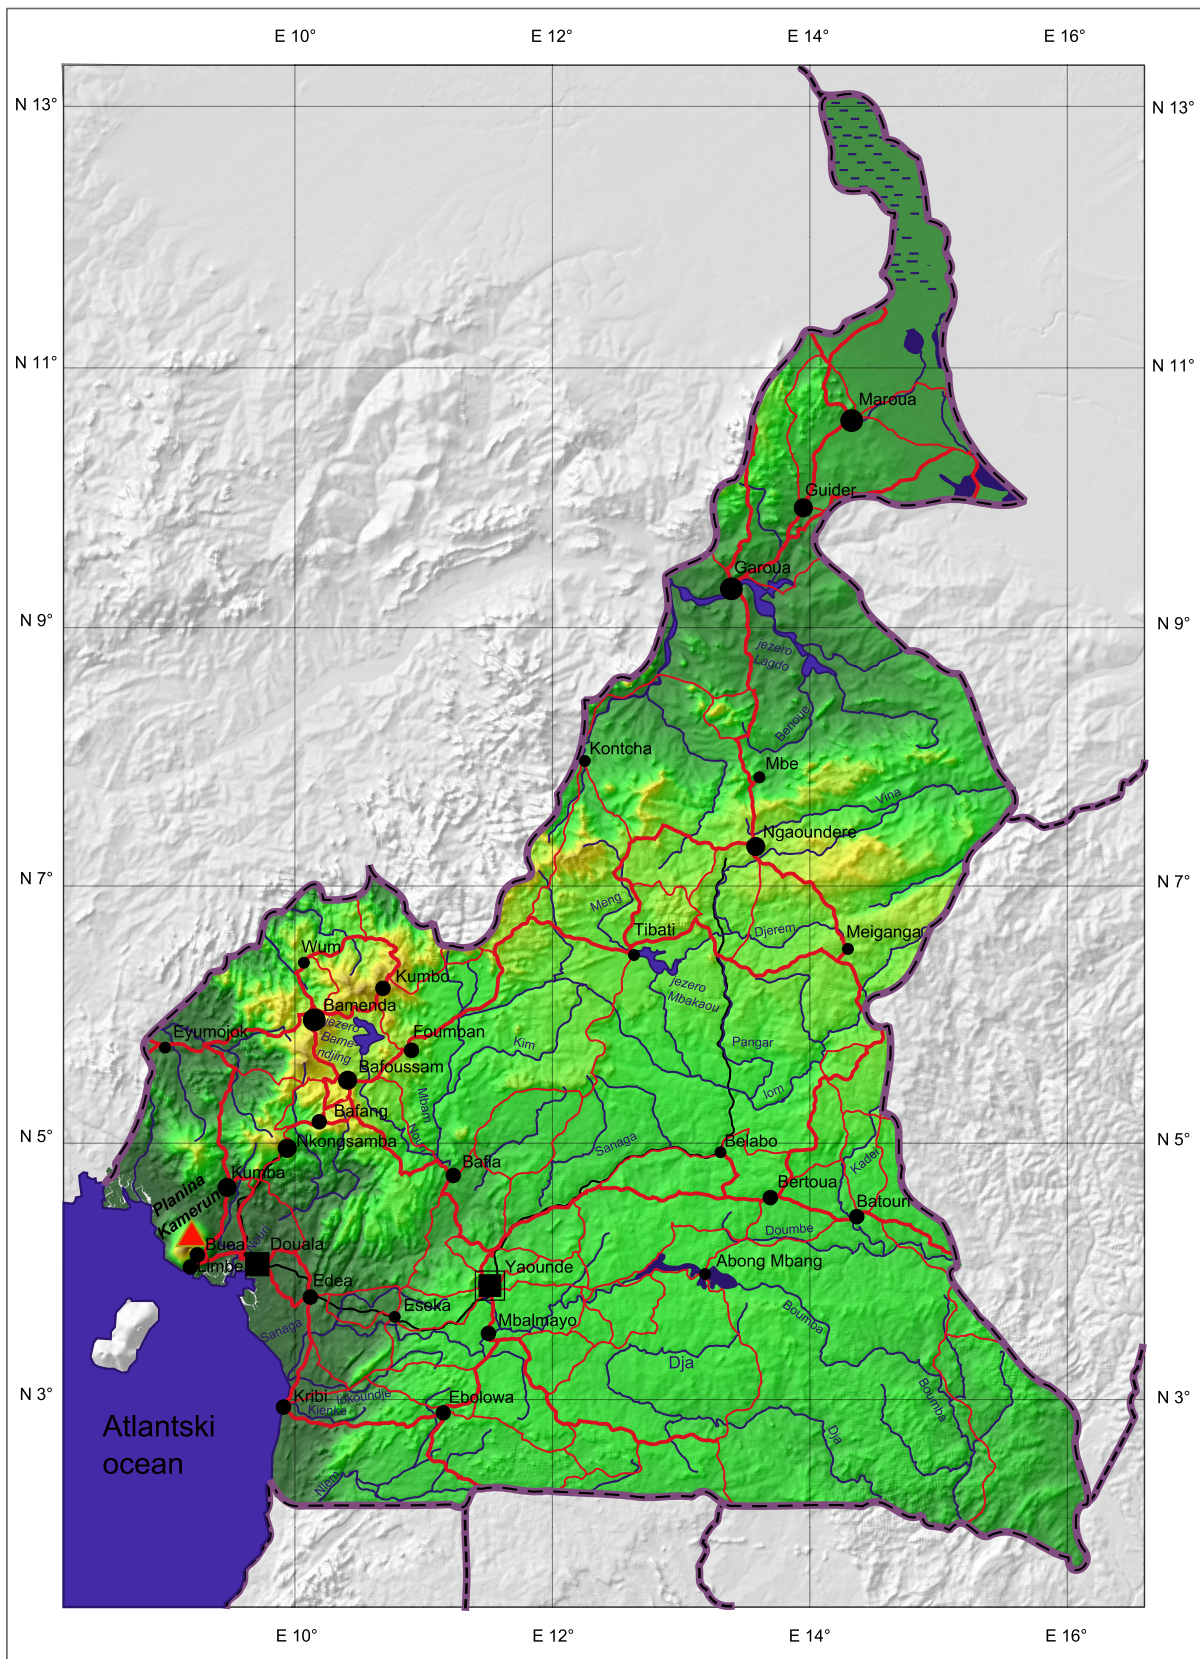 E 10°
E 12°
E 14°
E 16°
N 13°
N 13°
N 11°
N 11°
Maroua
Guider
Garoua
N 9°
N 9°
jezero
Lagdo
Benoue
Kontcha
Mbe
Vina
Ngaoundere
N 7°
N 7°
Meng
Tibati
Djerem
Meiganga
Wum
Kumbo
jezero
Mbakaou
Bamenda
jezero
Bame-
ndjing
Eyumojok
Foumban
Kim
Pangar
Bafoussam
lom
Mbam
Bafang
Noun
N 5°
N 5°
Nkongsamba
Sanaga
Belabo
Kadei
Bafia
Kumba
Planina
Kamerun
Bertoua
Batouri
Doumbe
Nouri
Buea
Douala
Limbe
Yaounde
Abong Mbang
Edea
Eseka
Boumba
Sanaga
Mbalmayo
Dja
Boumba
N 3°
N 3°
Kribi
lokoundje
Kienke
Ebolowa
Dja
Atlantski
ocean
Ntem
E 10°
E 12°
E 14°
E 16°